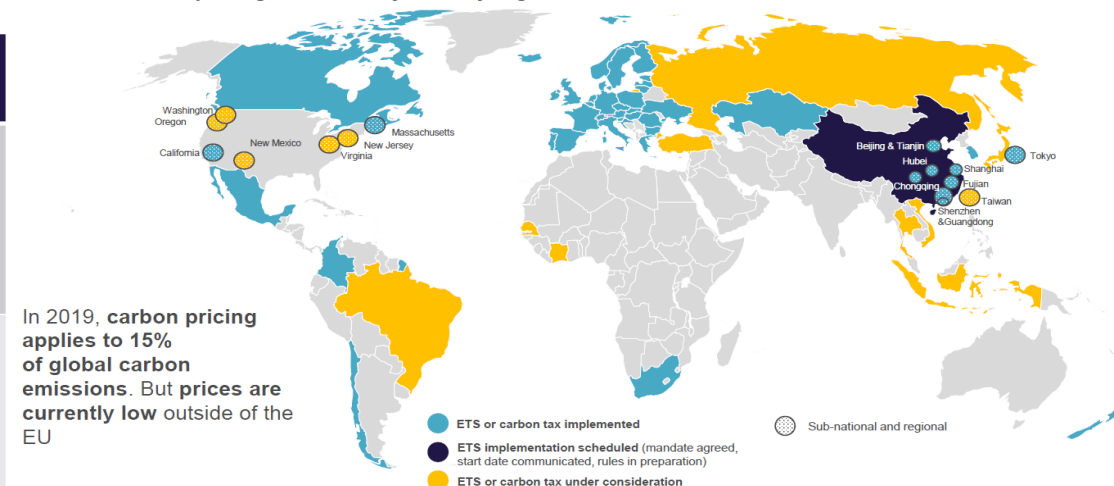 Washington
Oregon
California
New Mexico
Massachusetts
New Jersey
Virginia
Beijing & Tianjin
Hubei
Chongqing
Shanghai
Fujian
Taiwan
Shenzhen
&Guangdong
Tokyo
In 2019, carbon pricing
applies to 15%
of global carbon
emissions. But prices are
currently low outside of the
EU
ETS or carbon tax implemented
ETS implementation scheduled (mandate agreed,
start date communicated, rules in preparation)
ETS or carbon tax under consideration
Sub-national and regional